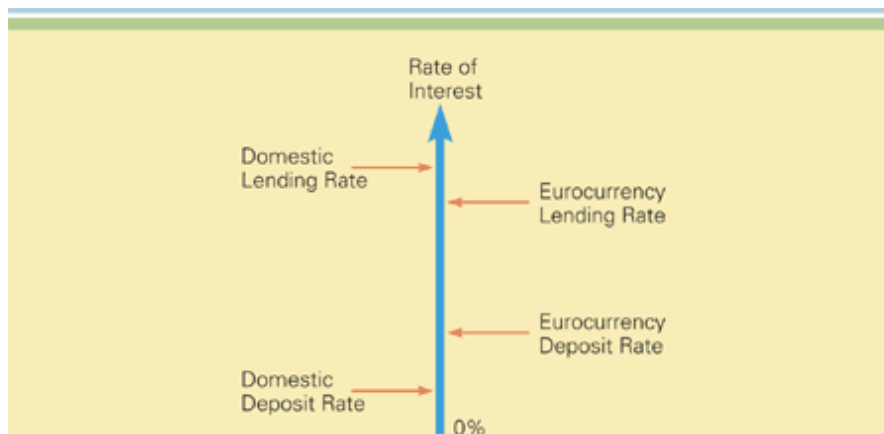 Rate of
Interest
Domestic
Lending Rate
Eurocurrency
Lending Rate
Eurocurrency
Deposit Rate
Domestic
Deposit Rate
0%